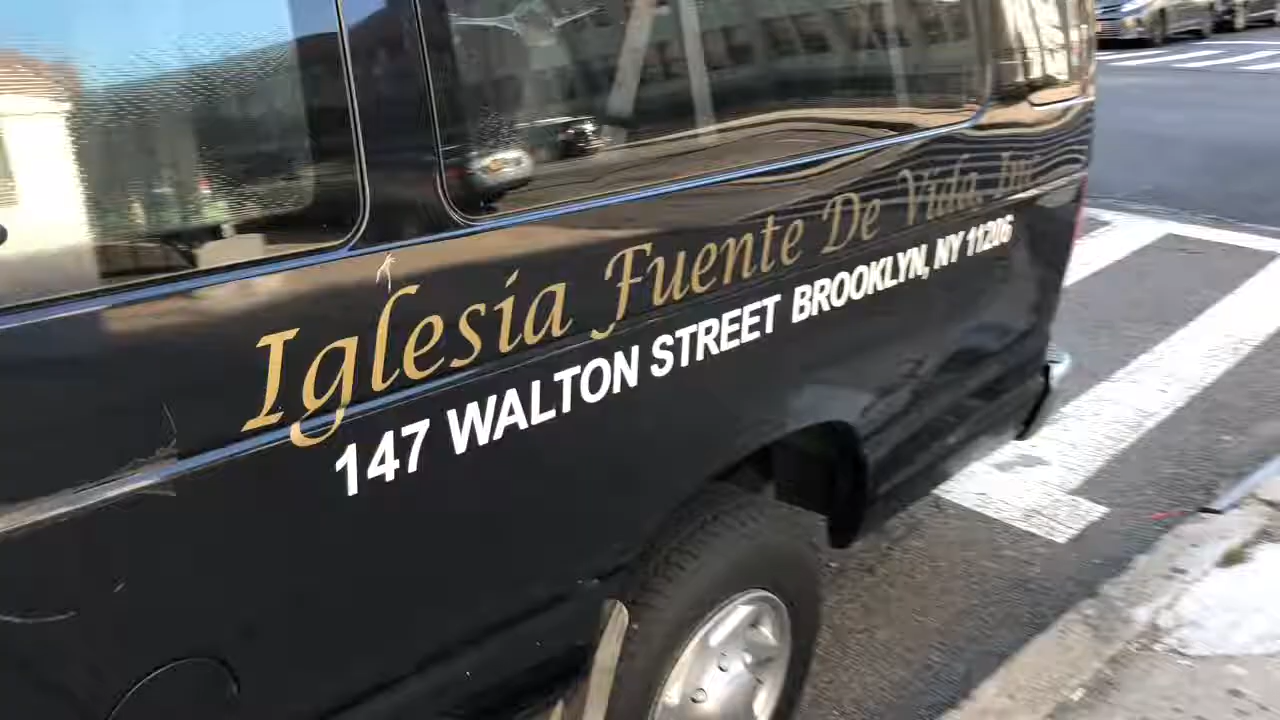 Iglesia Fuente De Vida, Inc
147 WALTON STREET BROOKLYN, NY 11206